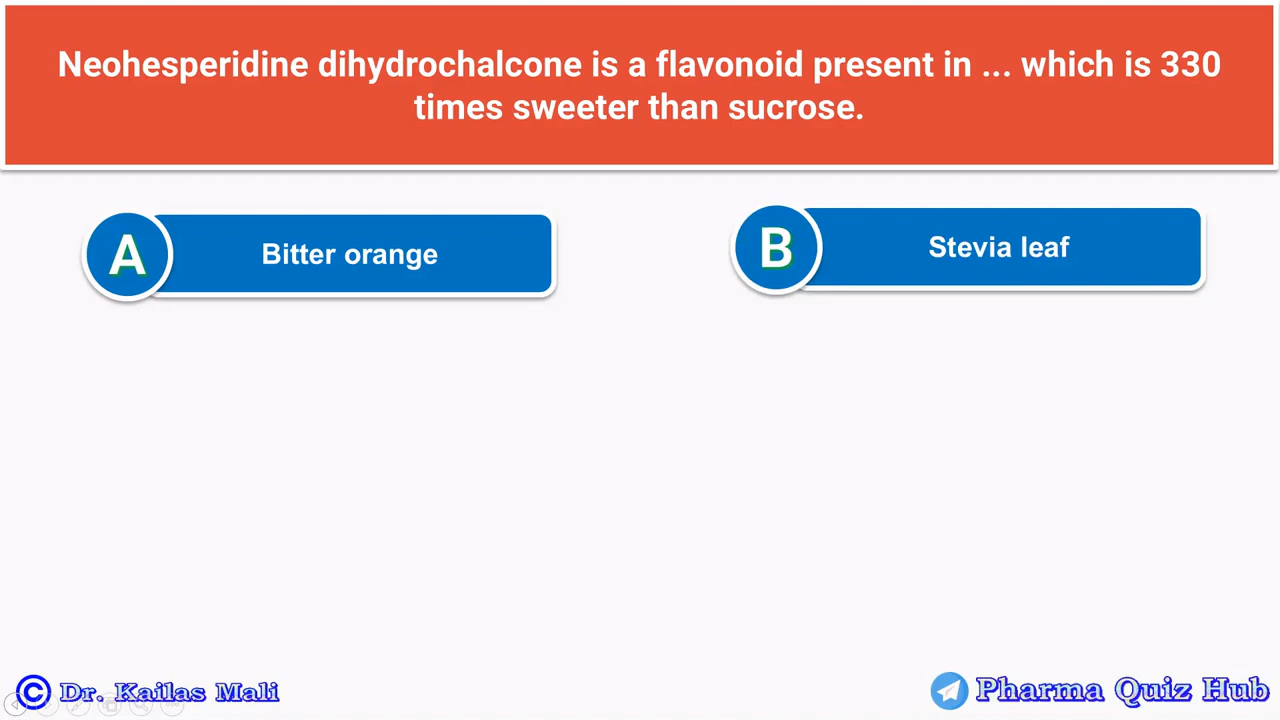 Neohesperidine dihydrochalcone is a flavonoid present in ... which is 330
times sweeter than sucrose.
A Bitter orange
B Stevia leaf
© Dr. Kailas Mali
Pharma Quiz Hub